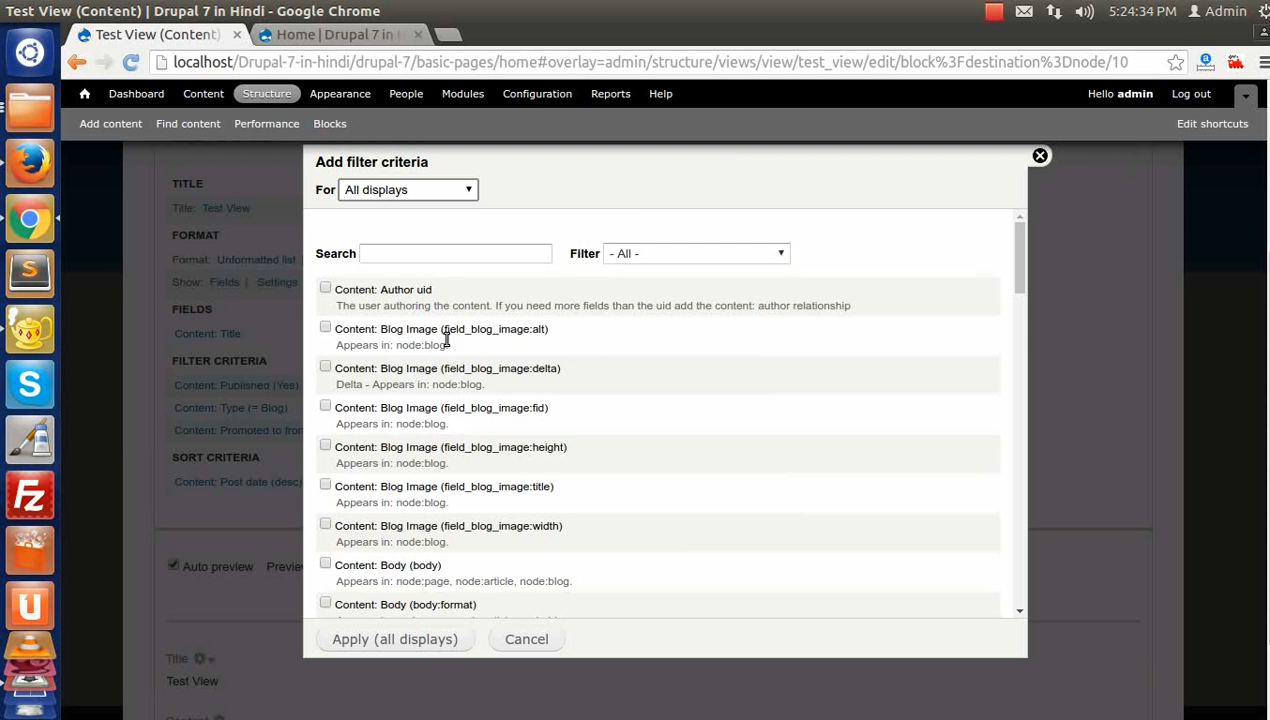 Test View (Content) | Drupal 7 in Hindi - Google Chrome
5:24:34 PM
Admin
Test View (Content)
Home | Drupal 7 in
localhost/Drupal-7-in-hindi/drupal-7/basic-pages/home#overlay=admin/structure/views/view/test_view/edit/block%3Fdestination%3Dnode/10
Dashboard Content Structure Appearance People Modules Configuration Reports Help Hello admin Log out
Add content Find content Performance Blocks Edit shortcuts
Add filter criteria
For All displays
TITLE
Title: Test View
FORMAT
Format: Unformatted list
Show: Fields | Settings
FIELDS
Content: Title
FILTER CRITERIA
Content: Published (Yes)
Content: Type (= Blog)
Content: Promoted to fron
SORT CRITERIA
Content: Post date (desc)
Auto preview Preview
Title
Test View
Search Filter - All -
Content: Author uid
The user authoring the content. If you need more fields than the uid add the content: author relationship
Content: Blog Image (field_blog_image:alt)
Appears in: node:blog.
Content: Blog Image (field_blog_image:delta)
Delta - Appears in: node:blog.
Content: Blog Image (field_blog_image:fid)
Appears in: node:blog.
Content: Blog Image (field_blog_image:height)
Appears in: node:blog.
Content: Blog Image (field_blog_image:title)
Appears in: node:blog.
Content: Blog Image (field_blog_image:width)
Appears in: node:blog.
Content: Body (body)
Appears in: node:page, node:article, node:blog.
Content: Body (body:format)
Apply (all displays) Cancel